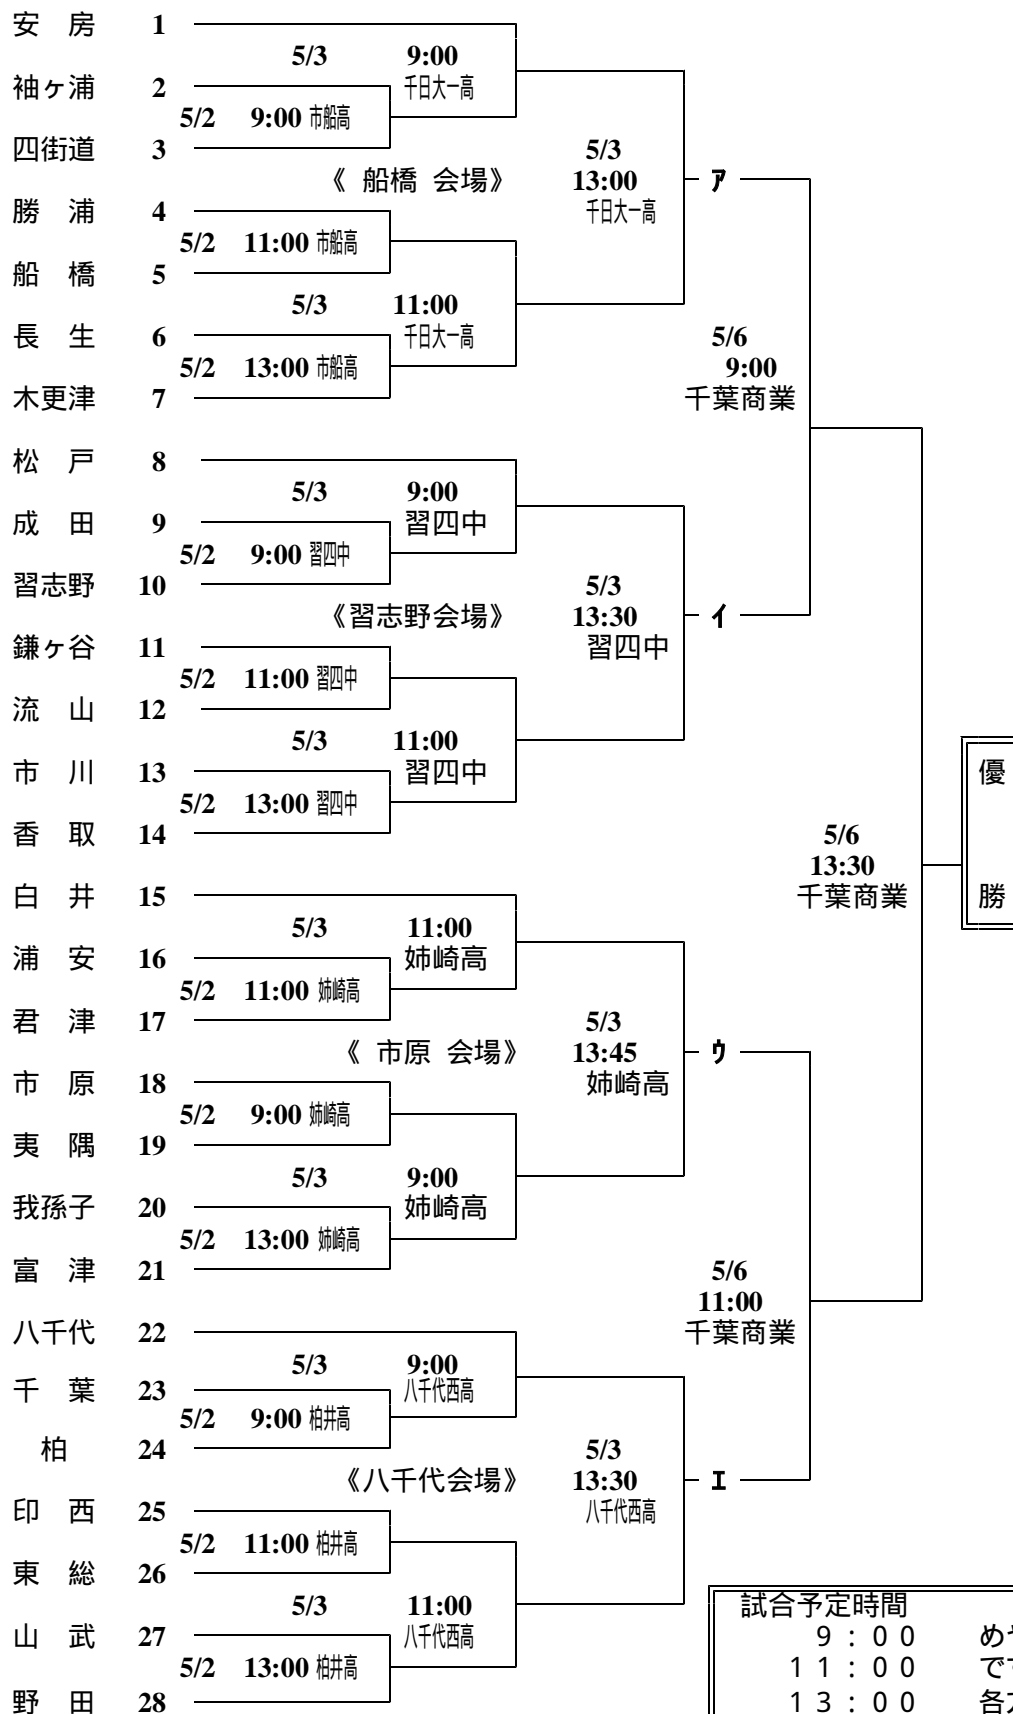 安 房 1
5/3 9:00
千日大一高
袖ヶ浦 2
5/2 9:00 市船高
四街道 3
5/3
13:00
千日大一高
《 船橋 会場》
ア
勝 浦 4
5/2 11:00 市船高
船 橋 5
5/3 11:00
千日大一高
長 生 6
5/2 13:00 市船高
木更津 7
5/6
9:00
千葉商業
松 戸 8
5/3 9:00
習四中
成 田 9
5/2 9:00 習四中
習志野 10
5/3
13:30
習四中
《習志野会場》
イ
鎌ヶ谷 11
5/2 11:00 習四中
流 山 12
5/3 11:00
習四中
市 川 13
5/2 13:00 習四中
香 取 14
5/6
13:30
千葉商業
優
勝
白 井 15
5/3 11:00
姉崎高
浦 安 16
5/2 11:00 姉崎高
君 津 17
5/3
13:45
姉崎高
《 市原 会場》
ウ
市 原 18
5/2 9:00 姉崎高
夷 隅 19
5/3 9:00
姉崎高
我孫子 20
5/2 13:00 姉崎高
富 津 21
5/6
11:00
千葉商業
八千代 22
5/3 9:00
八千代西高
千 葉 23
5/2 9:00 柏井高
柏 24
5/3
13:30
八千代西高
《八千代会場》
エ
印 西 25
5/2 11:00 柏井高
東 総 26
5/3 11:00
八千代西高
山 武 27
5/2 13:00 柏井高
野 田 28
試合予定時間
9:00 め
11:00 で
13:00 各